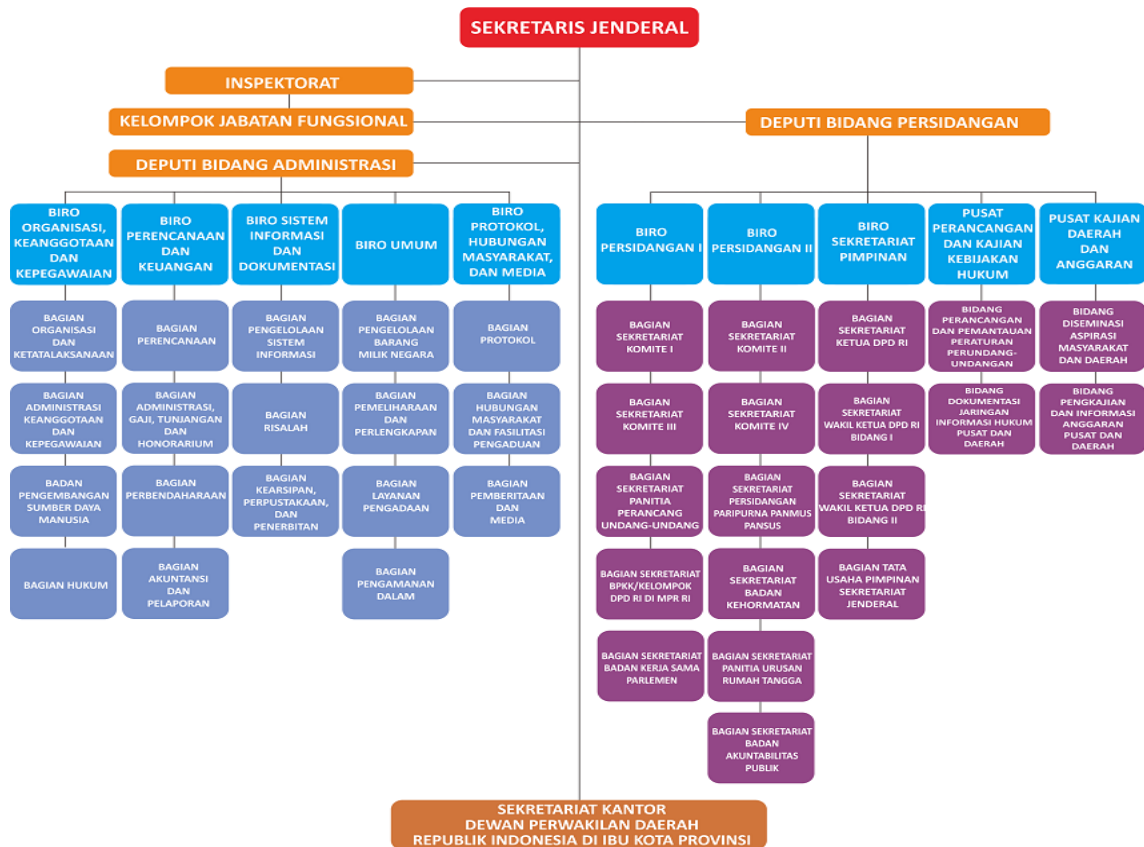 SEKRETARIS JENDERAL
INSPEKTORAT
KELOMPOK JABATAN FUNGSIONAL
DEPUTI BIDANG PERSIDANGAN
DEPUTI BIDANG ADMINISTRASI
BIRO
ORGANISASI,
KEANGGOTAAN
DAN
KEPEGAWAIAN
BIRO
PERENCANAAN
DAN
KEUANGAN
BIRO SISTEM
INFORMASI
DAN
DOKUMENTASI
BIRO UMUM
BIRO
PROTOKOL,
HUBUNGAN
MASYARAKAT,
DAN MEDIA
BIRO
PERSIDANGAN I
BIRO
PERSIDANGAN II
BIRO
SEKRETARIAT
PIMPINAN
PUSAT
PERANCANGAN
DAN KAJIAN
KEBIJAKAN
HUKUM
PUSAT KAJIAN
DAERAH
DAN
ANGGARAN
BAGIAN
ORGANISASI
DAN
KETATALAKSANAAN
BAGIAN
PERENCANAAN
BAGIAN
PENGELOLAAN
SISTEM
INFORMASI
BAGIAN
PENGELOLAAN
BARANG
MILIK NEGARA
BAGIAN
PROTOKOL
BAGIAN
SEKRETARIAT
KOMITE I
BAGIAN
SEKRETARIAT
KOMITE II
BAGIAN
SEKRETARIAT
KETUA DPD RI
BIDANG
PERANCANGAN
DAN PEMANTAUAN
PERATURAN
PERUNDANG-
UNDANGAN
BIDANG
DISEMINASI
ASPIRASI
MASYARAKAT
DAN DAERAH
BAGIAN
ADMINISTRASI
KEANGGOTAAN
DAN
KEPEGAWAIAN
BAGIAN
ADMINISTRASI,
GAJI, TUNJANGAN
DAN
HONORARIUM
BAGIAN
RISALAH
BAGIAN
PEMELIHARAAN
DAN
PERLENGKAPAN
BAGIAN
HUBUNGAN
MASYARAKAT
DAN FASILITASI
PENGADUAN
BAGIAN
SEKRETARIAT
KOMITE III
BAGIAN
SEKRETARIAT
KOMITE IV
BAGIAN
SEKRETARIAT
WAKIL KETUA DPD RI
BIDANG I
BIDANG
DOKUMENTASI
JARINGAN
INFORMASI HUKUM
PUSAT DAN
DAERAH
BIDANG
PENGKAJIAN
DAN INFORMASI
ANGGARAN
PUSAT DAN
DAERAH
BADAN
PENGEMBANGAN
SUMBER DAYA
MANUSIA
BAGIAN
PERBENDAHARAAN
BAGIAN
KEARSIPAN,
PERPUSTAKAAN,
DAN
PENERBITAN
BAGIAN
LAYANAN
PENGADAAN
BAGIAN
PEMBERITAAN
DAN
MEDIA
BAGIAN
SEKRETARIAT
PANITIA
PERANCANG
UNDANG-UNDANG
BAGIAN
SEKRETARIAT
PERSIDANGAN
PARIPURNA PANMUS
PANSUS
BAGIAN
SEKRETARIAT
WAKIL KETUA DPD RI
BIDANG II
BAGIAN HUKUM
BAGIAN
AKUNTANSI
DAN
PELAPORAN
BAGIAN
PENGAMANAN
DALAM
BAGIAN SEKRETARIAT
BPKK/KELOMPOK
DPD RI DI MPR RI
BAGIAN
SEKRETARIAT
BADAN
KEHORMATAN
BAGIAN TATA
USAHA PIMPINAN
SEKRETARIAT
JENDERAL
BAGIAN SEKRETARIAT
BADAN KERJA SAMA
PARLEMEN
BAGIAN SEKRETARIAT
PANITIA URUSAN
RUMAH TANGGA
BAGIAN SEKRETARIAT
BADAN
AKUNTABILITAS
PUBLIK
SEKRETARIAT KANTOR
DEWAN PERWAKILAN DAERAH
REPUBLIK INDONESIA DI IBU KOTA PROVINSI